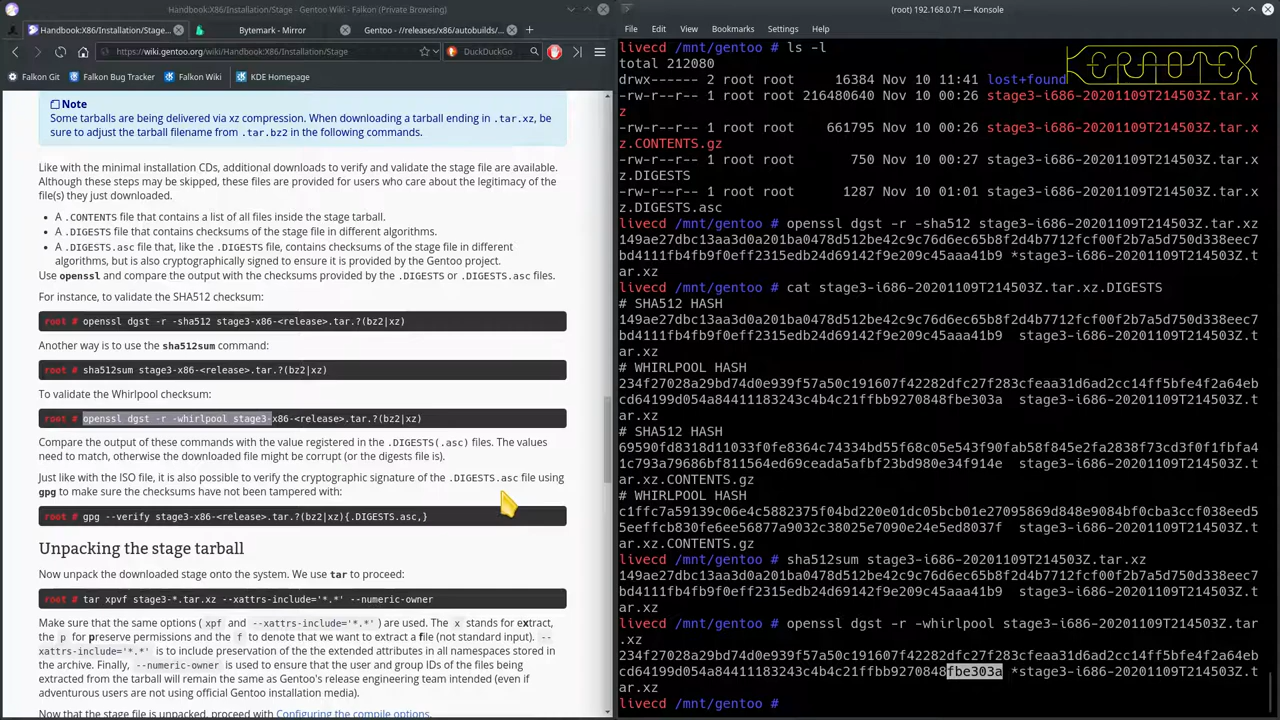 Handbook:X86/Installation/Stage - Gentoo Wiki - Falkon (Private Browsing)
Handbook:X86/Installation/Stage...
Bytemark - Mirror
Gentoo - //releases/x86/autobuilds/...
https://wiki.gentoo.org/wiki/Handbook:X86/Installation/Stage
DuckDuckGo
Falkon Git
Falkon Bug Tracker
Falkon Wiki
KDE Homepage
Note
Some tarballs are being delivered via xz compression. When downloading a tarball ending in .tar.xz, be
sure to adjust the tarball filename from .tar.bz2 in the following commands.
Like with the minimal installation CDs, additional downloads to verify and validate the stage file are available.
Although these steps may be skipped, these files are provided for users who care about the legitimacy of the
file(s) they just downloaded.
• A .CONTENTS file that contains a list of all files inside the stage tarball.
• A .DIGESTS file that contains checksums of the stage file in different algorithms.
• A .DIGESTS.asc file that, like the .DIGESTS file, contains checksums of the stage file in different
algorithms, but is also cryptographically signed to ensure it is provided by the Gentoo project.
Use openssl and compare the output with the checksums provided by the .DIGESTS or .DIGESTS.asc files.
For instance, to validate the SHA512 checksum:
root # openssl dgst -r -sha512 stage3-x86-<release>.tar.?(bz2|xz)
Another way is to use the sha512sum command:
root # sha512sum stage3-x86-<release>.tar.?(bz2|xz)
To validate the Whirlpool checksum:
root # openssl dgst -r -whirlpool stage3-x86-<release>.tar.?(bz2|xz)
Compare the output of these commands with the value registered in the .DIGESTS(.asc) files. The values
need to match, otherwise the downloaded file might be corrupt (or the digests file is).
Just like with the ISO file, it is also possible to verify the cryptographic signature of the .DIGESTS.asc file using
gpg to make sure the checksums have not been tampered with:
root # gpg --verify stage3-x86-<release>.tar.?(bz2|xz){.DIGESTS.asc,}
Unpacking the stage tarball
Now unpack the downloaded stage onto the system. We use tar to proceed:
root # tar xpvf stage3-*.tar.xz --xattrs-include='*.*' --numeric-owner
Make sure that the same options (xpf and --xattrs-include='*.*') are used. The x stands for extract,
the p for preserve permissions and the f to denote that we want to extract a file (not standard input). --
xattrs-include='*.*' is to include preservation of the the extended attributes in all namespaces stored in
the archive. Finally, --numeric-owner is used to ensure that the user and group IDs of the files being
extracted from the tarball will remain the same as Gentoo's release engineering team intended (even if
adventurous users are not using official Gentoo installation media).
Now that the stage file is unpacked, proceed with Configuring the compile options.
(root) 192.168.0.71 — Konsole
File Edit View Bookmarks Settings Help
KERAOTEX
livecd /mnt/gentoo # ls -l
total 212080
drwx------ 2 root root 16384 Nov 10 11:41 lost+found
-rw-r--r-- 1 root root 216480640 Nov 10 00:26 stage3-i686-20201109T214503Z.tar.x
z
-rw-r--r-- 1 root root 661795 Nov 10 00:26 stage3-i686-20201109T214503Z.tar.x
z.CONTENTS.gz
-rw-r--r-- 1 root root 750 Nov 10 00:27 stage3-i686-20201109T214503Z.tar.x
z.DIGESTS
-rw-r--r-- 1 root root 1287 Nov 10 01:01 stage3-i686-20201109T214503Z.tar.x
z.DIGESTS.asc
livecd /mnt/gentoo # openssl dgst -r -sha512 stage3-i686-20201109T214503Z.tar.xz
149ae27dbc13aa3d0a201ba0478d512be42c9c76d6ec65b8f2d4b7712fcf00f2b7a5d750d338eec7
bd4111fb4fb9f0eff2315edb0491d34829142f9e209c45aaa41b9 *stage3-i686-20201109T214503Z.t
ar.xz
livecd /mnt/gentoo # cat stage3-i686-20201109T214503Z.tar.xz.DIGESTS
# SHA512 HASH
149ae27dbc13aa3d0a201ba0478d512be42c9c76d6ec65b8f2d4b7712fcf00f2b7a5d750d338eec7
bd4111fb4fb9f0eff2315edb0491d34829142f9e209c45aaa41b9  stage3-i686-20201109T214503Z.t
ar.xz
# WHIRLPOOL HASH
234f27028a29bd74d0e939f57a50c191607f42282dfc27f283cfeaa31d6ad2cc14ff5bfe4f2a64eb
cd67619d054a84411183243c4b4c21ffbb9270848fbe303a  stage3-i686-20201109T214503Z.t
ar.xz
# SHA512 HASH
69590fd8318d11033f0fe8364c74334bd55f68c05e543f90fab58f845e2fa2838f73cd3f0f1fbfa4
1c793a79686bf811564ed69ceada5afbf23bd980e34f914e  stage3-i686-20201109T214503Z.t
ar.xz.CONTENTS.gz
# WHIRLPOOL HASH
c1ffc7a59139c06e4c5882375f04bd220e01dc05bcb01e27095869d848e9084bf0cba3ccf038eed5
5eeffcb830fe6ee56877a9032c38025e7090e24e5ed8037f  stage3-i686-20201109T214503Z.t
ar.xz.CONTENTS.gz
livecd /mnt/gentoo # sha512sum stage3-i686-20201109T214503Z.tar.xz
149ae27dbc13aa3d0a201ba0478d512be42c9c76d6ec65b8f2d4b7712fcf00f2b7a5d750d338eec7
bd4111fb4fb9f0eff2315edb0491d34829142f9e209c45aaa41b9  stage3-i686-20201109T214503Z.t
ar.xz
livecd /mnt/gentoo # openssl dgst -r -whirlpool stage3-i686-20201109T214503Z.tar
.xz
234f27028a29bd74d0e939f57a50c191607f42282dfc27f283cfeaa31d6ad2cc14ff5bfe4f2a64eb
cd67619d054a84411183243c4b4c21ffbb9270848fbe303a *stage3-i686-20201109T214503Z.t
ar.xz
livecd /mnt/gentoo #